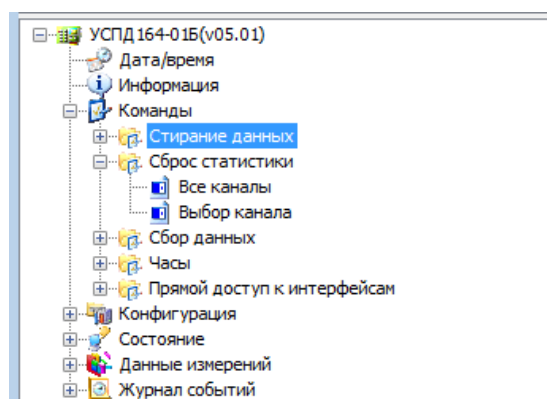 УСПД 164-01Б(v05.01)
Дата/время
Информация
Команды
Стирание данных
Сброс статистики
Все каналы
Выбор канала
Сбор данных
Часы
Прямой доступ к интерфейсам
Конфигурация
Состояние
Данные измерений
Журнал событий